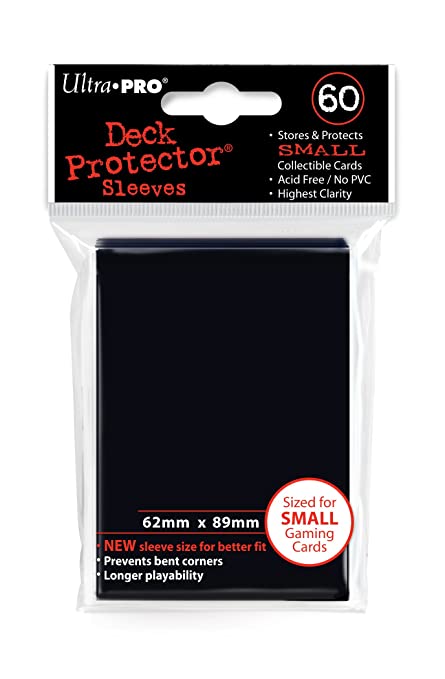 Ultra•PRO®
60
Deck
Protector®
Sleeves
• Stores & Protects
SMALL
Collectible Cards
• Acid Free / No PVC
• Highest Clarity
62mm x 89mm
• NEW sleeve size for better fit
• Prevents bent corners
• Longer playability
Sized for
SMALL
Gaming
Cards